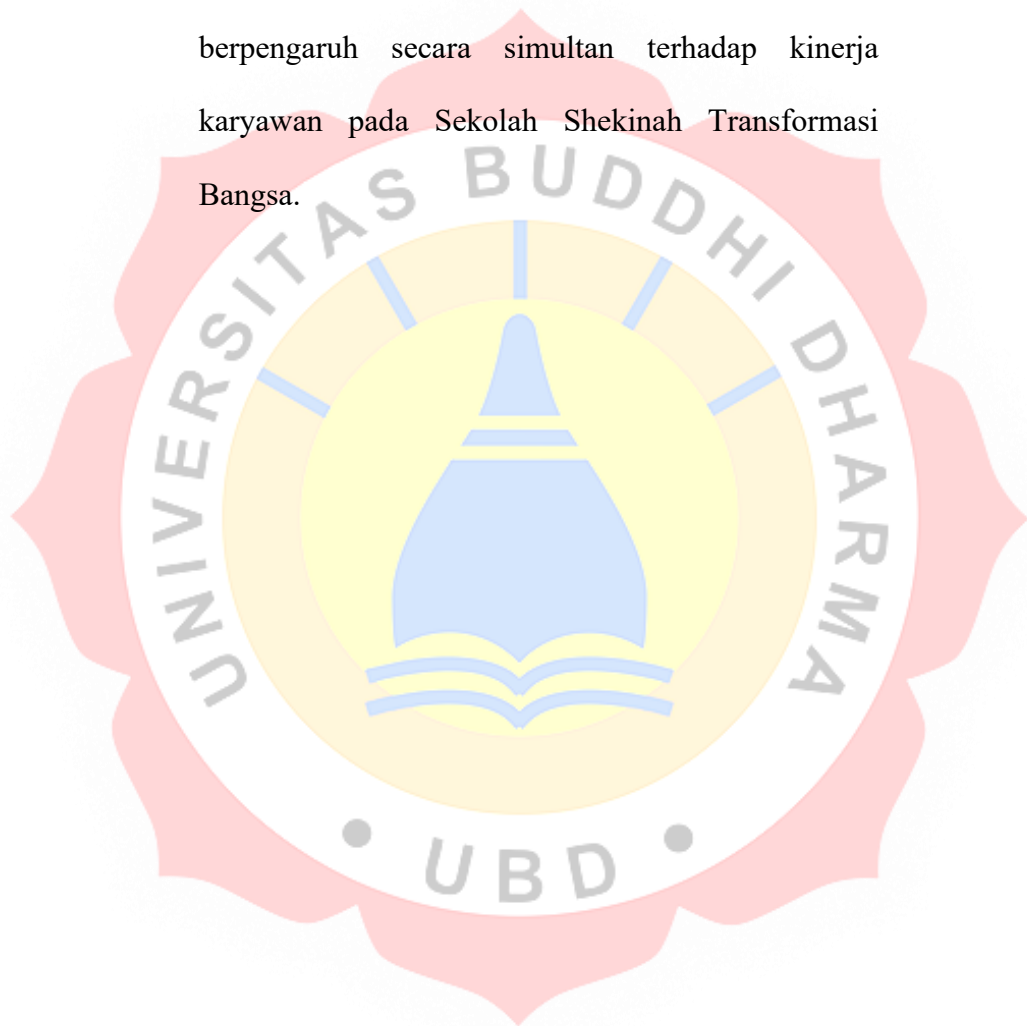 berpengaruh secara simultan terhadap kinerja
karyawan pada Sekolah Shekinah Transformasi
Bangsa.
UNIVERSITAS BUDDHI DHARMA
• UBD •